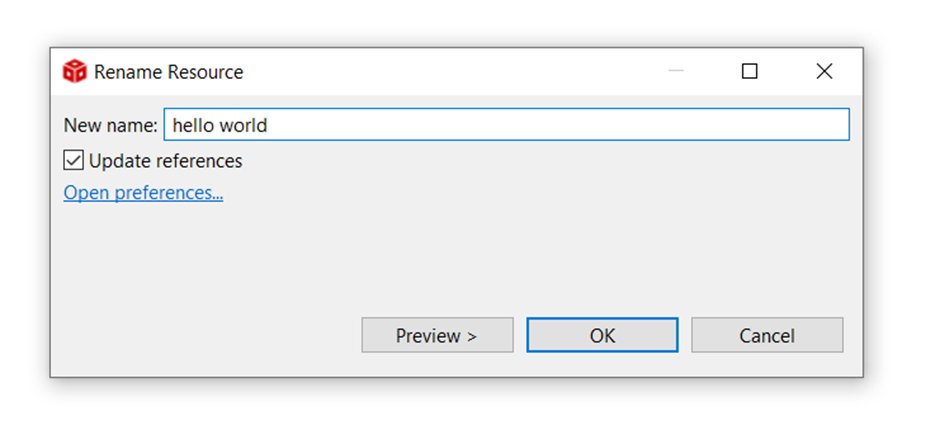 Rename Resource
New name: hello world
Update references
Open preferences...
Preview > OK Cancel